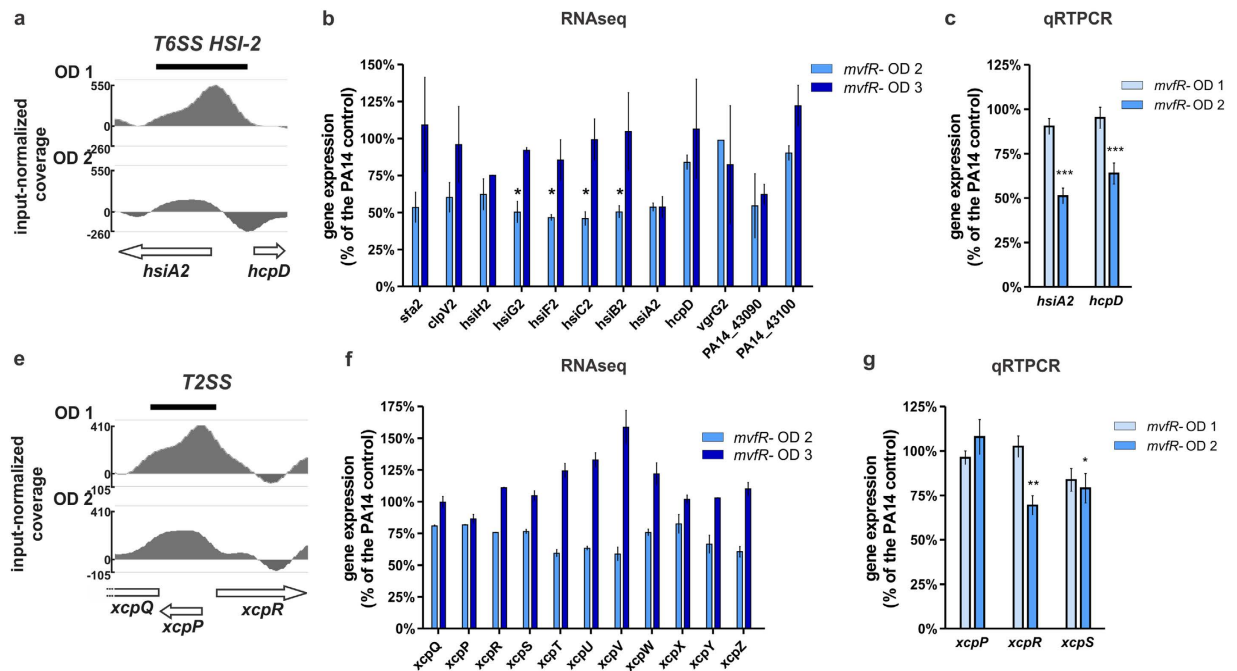 a
T6SS HSI-2
OD 1
550
0
-260
OD 2
550
0
-260
input-normalized
coverage
hsiA2
hcpD
b
RNAseq
mvfR- OD 2
mvfR- OD 3
gene expression
(% of the PA14 control)
150%
125%
100%
75%
50%
25%
0%
* * * *
sfa2
clpV2
hsiH2
hsiG2
hsiF2
hsiC2
hsiB2
hsiA2
hcpD
vgrG2
PA14_43090
PA14_43100
c
qRTPCR
mvfR- OD 1
mvfR- OD 2
gene expression
(% of the PA14 control)
125%
100%
75%
50%
25%
0%
***
***
hsiA2
hcpD
e
T2SS
OD 1
410
0
-105
OD 2
410
0
-105
input-normalized
coverage
xcpQ
xcpP
xcpR
f
RNAseq
mvfR- OD 2
mvfR- OD 3
gene expression
(% of the PA14 control)
175%
150%
125%
100%
75%
50%
25%
0%
xcpQ
xcpP
xcpR
xcpS
xcpT
xcpU
xcpV
xcpW
xcpX
xcpY
xcpZ
g
qRTPCR
mvfR- OD 1
mvfR- OD 2
gene expression
(% of the PA14 control)
125%
100%
75%
50%
25%
0%
**
*
xcpP
xcpR
xcpS